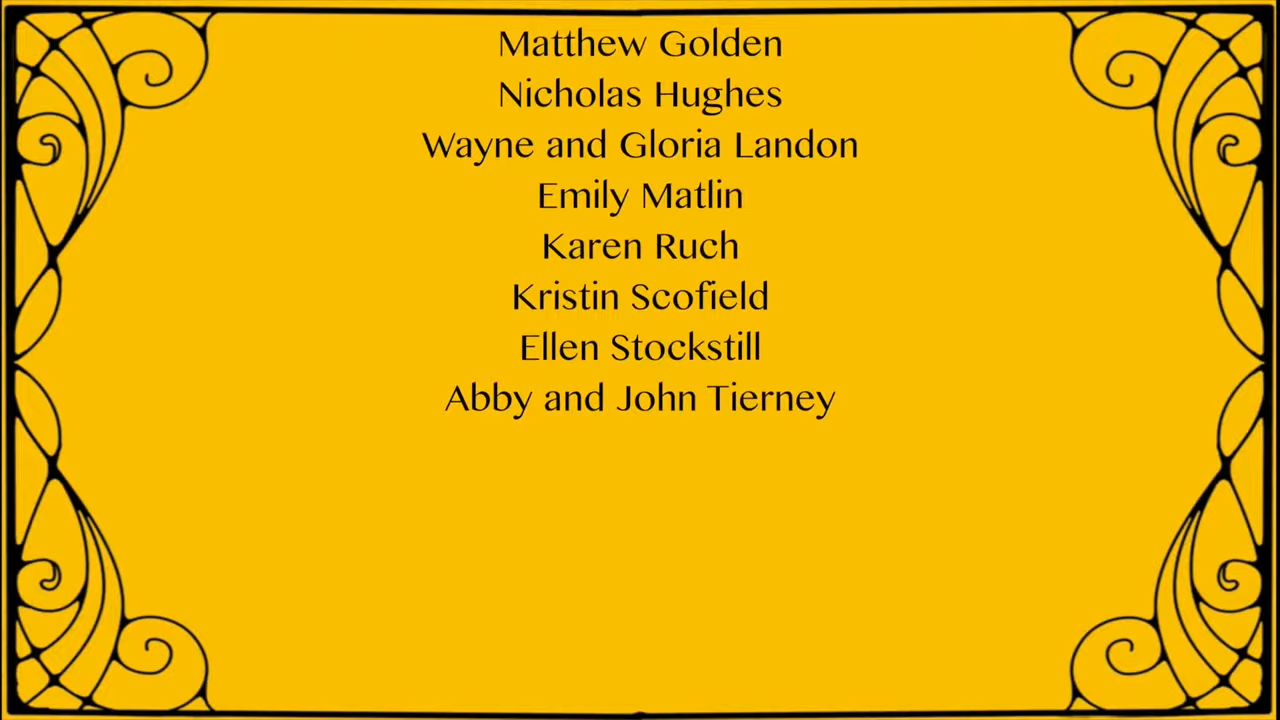 Matthew Golden
Nicholas Hughes
Wayne and Gloria Landon
Emily Matlin
Karen Ruch
Kristin Scofield
Ellen Stockstill
Abby and John Tierney